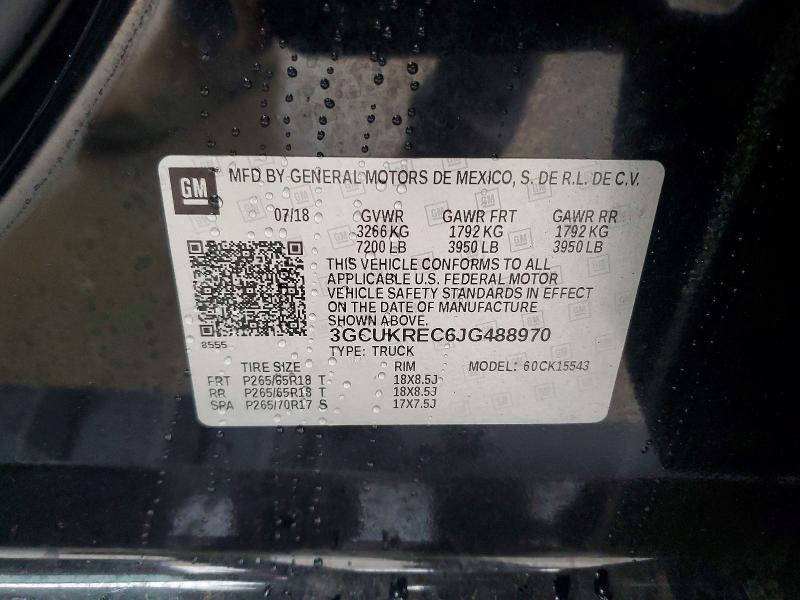 GM MFD BY GENERAL MOTORS DE MEXICO, S. DE R.L. DE C.V.
07/18 GVWR GAWR FRT GAWR RR
3266 KG 1792 KG 1792 KG
7200 LB 3950 LB 3950 LB
THIS VEHICLE CONFORMS TO ALL
APPLICABLE U.S. FEDERAL MOTOR
VEHICLE SAFETY STANDARDS IN EFFECT
ON THE DATE OF MANUFACTURE
SHOWN ABOVE.
3GCUKREC6JG488970
8555
TYPE: TRUCK
TIRE SIZE RIM MODEL: 60CK15543
FRT P265/65R18 T 18X8.5J
RR P265/65R18 T 18X8.5J
SPA P265/70R17 S 17X7.5J